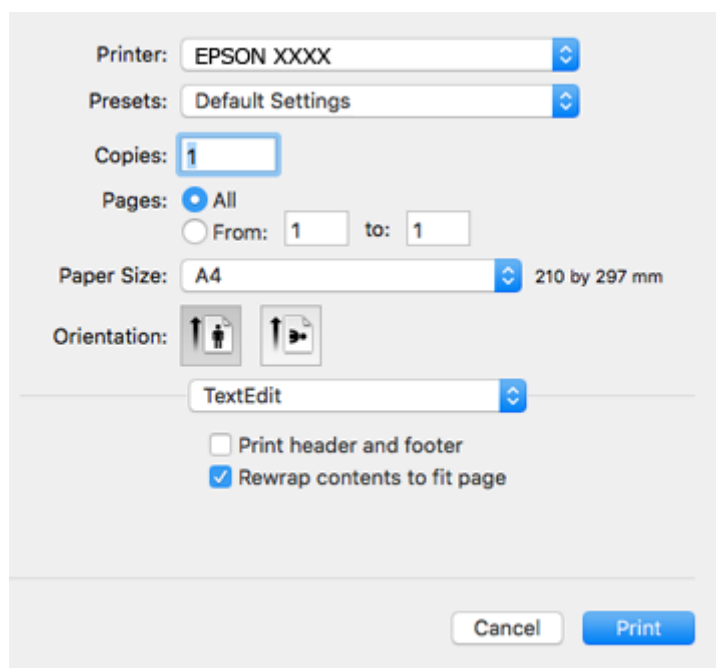 Printer: EPSON XXXX
Presets: Default Settings
Copies: 1
Pages: All
From: 1 to: 1
Paper Size: A4 210 by 297 mm
Orientation:
TextEdit
Print header and footer
Rewrap contents to fit page
Cancel Print